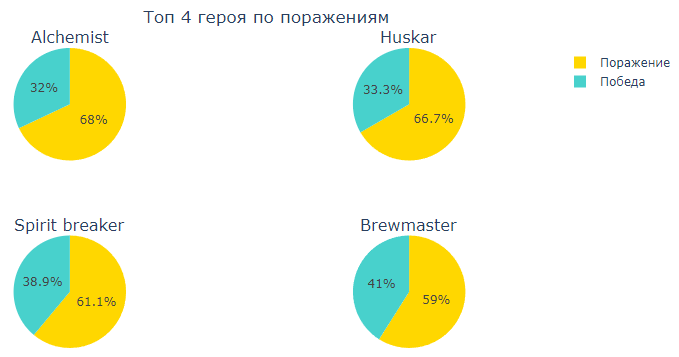 Топ 4 героя по поражениям
Alchemist
Huskar
Поражение
Победа
32%
68%
33.3%
66.7%
Spirit breaker
Brewmaster
38.9%
61.1%
41%
59%